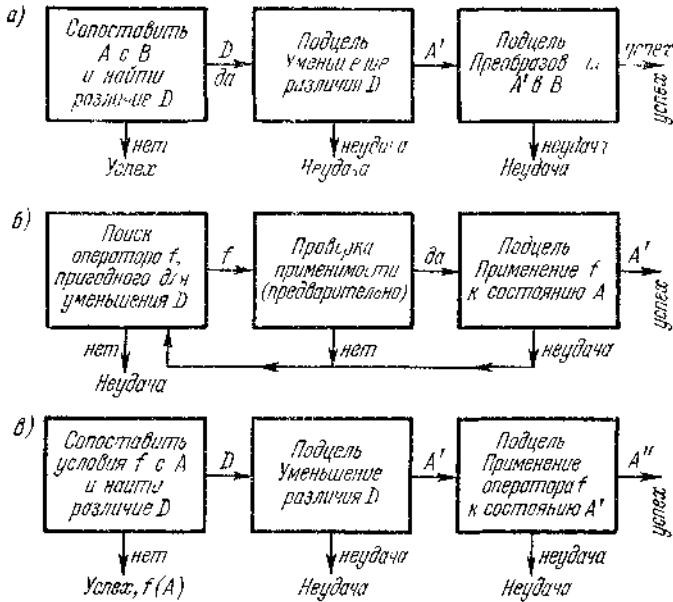 а)
Сопоставить
А с В
и найти
различие D
D
да
Подцель
различия D
A'
Подцель
A' в B
успех
успех
нет
Успех
неудача
Неудача
неудача
Неудача
б)
Поиск
оператора f,
пригодного для
уменьшения D
f
Проверка
применимости
(предварительно)
да
Подцель
Применение f
к состоянию А
A'
успех
нет
Неудача
нет
неудача
в)
Сопоставить
условия f с А
и найти
различие D
D
Подцель
Уменьшение
различия D
A'
Подцель
Применение
оператора f
к состоянию A'
A"
успех
нет
Успех, f(A)
неудача
Неудача
неудача
Неудача